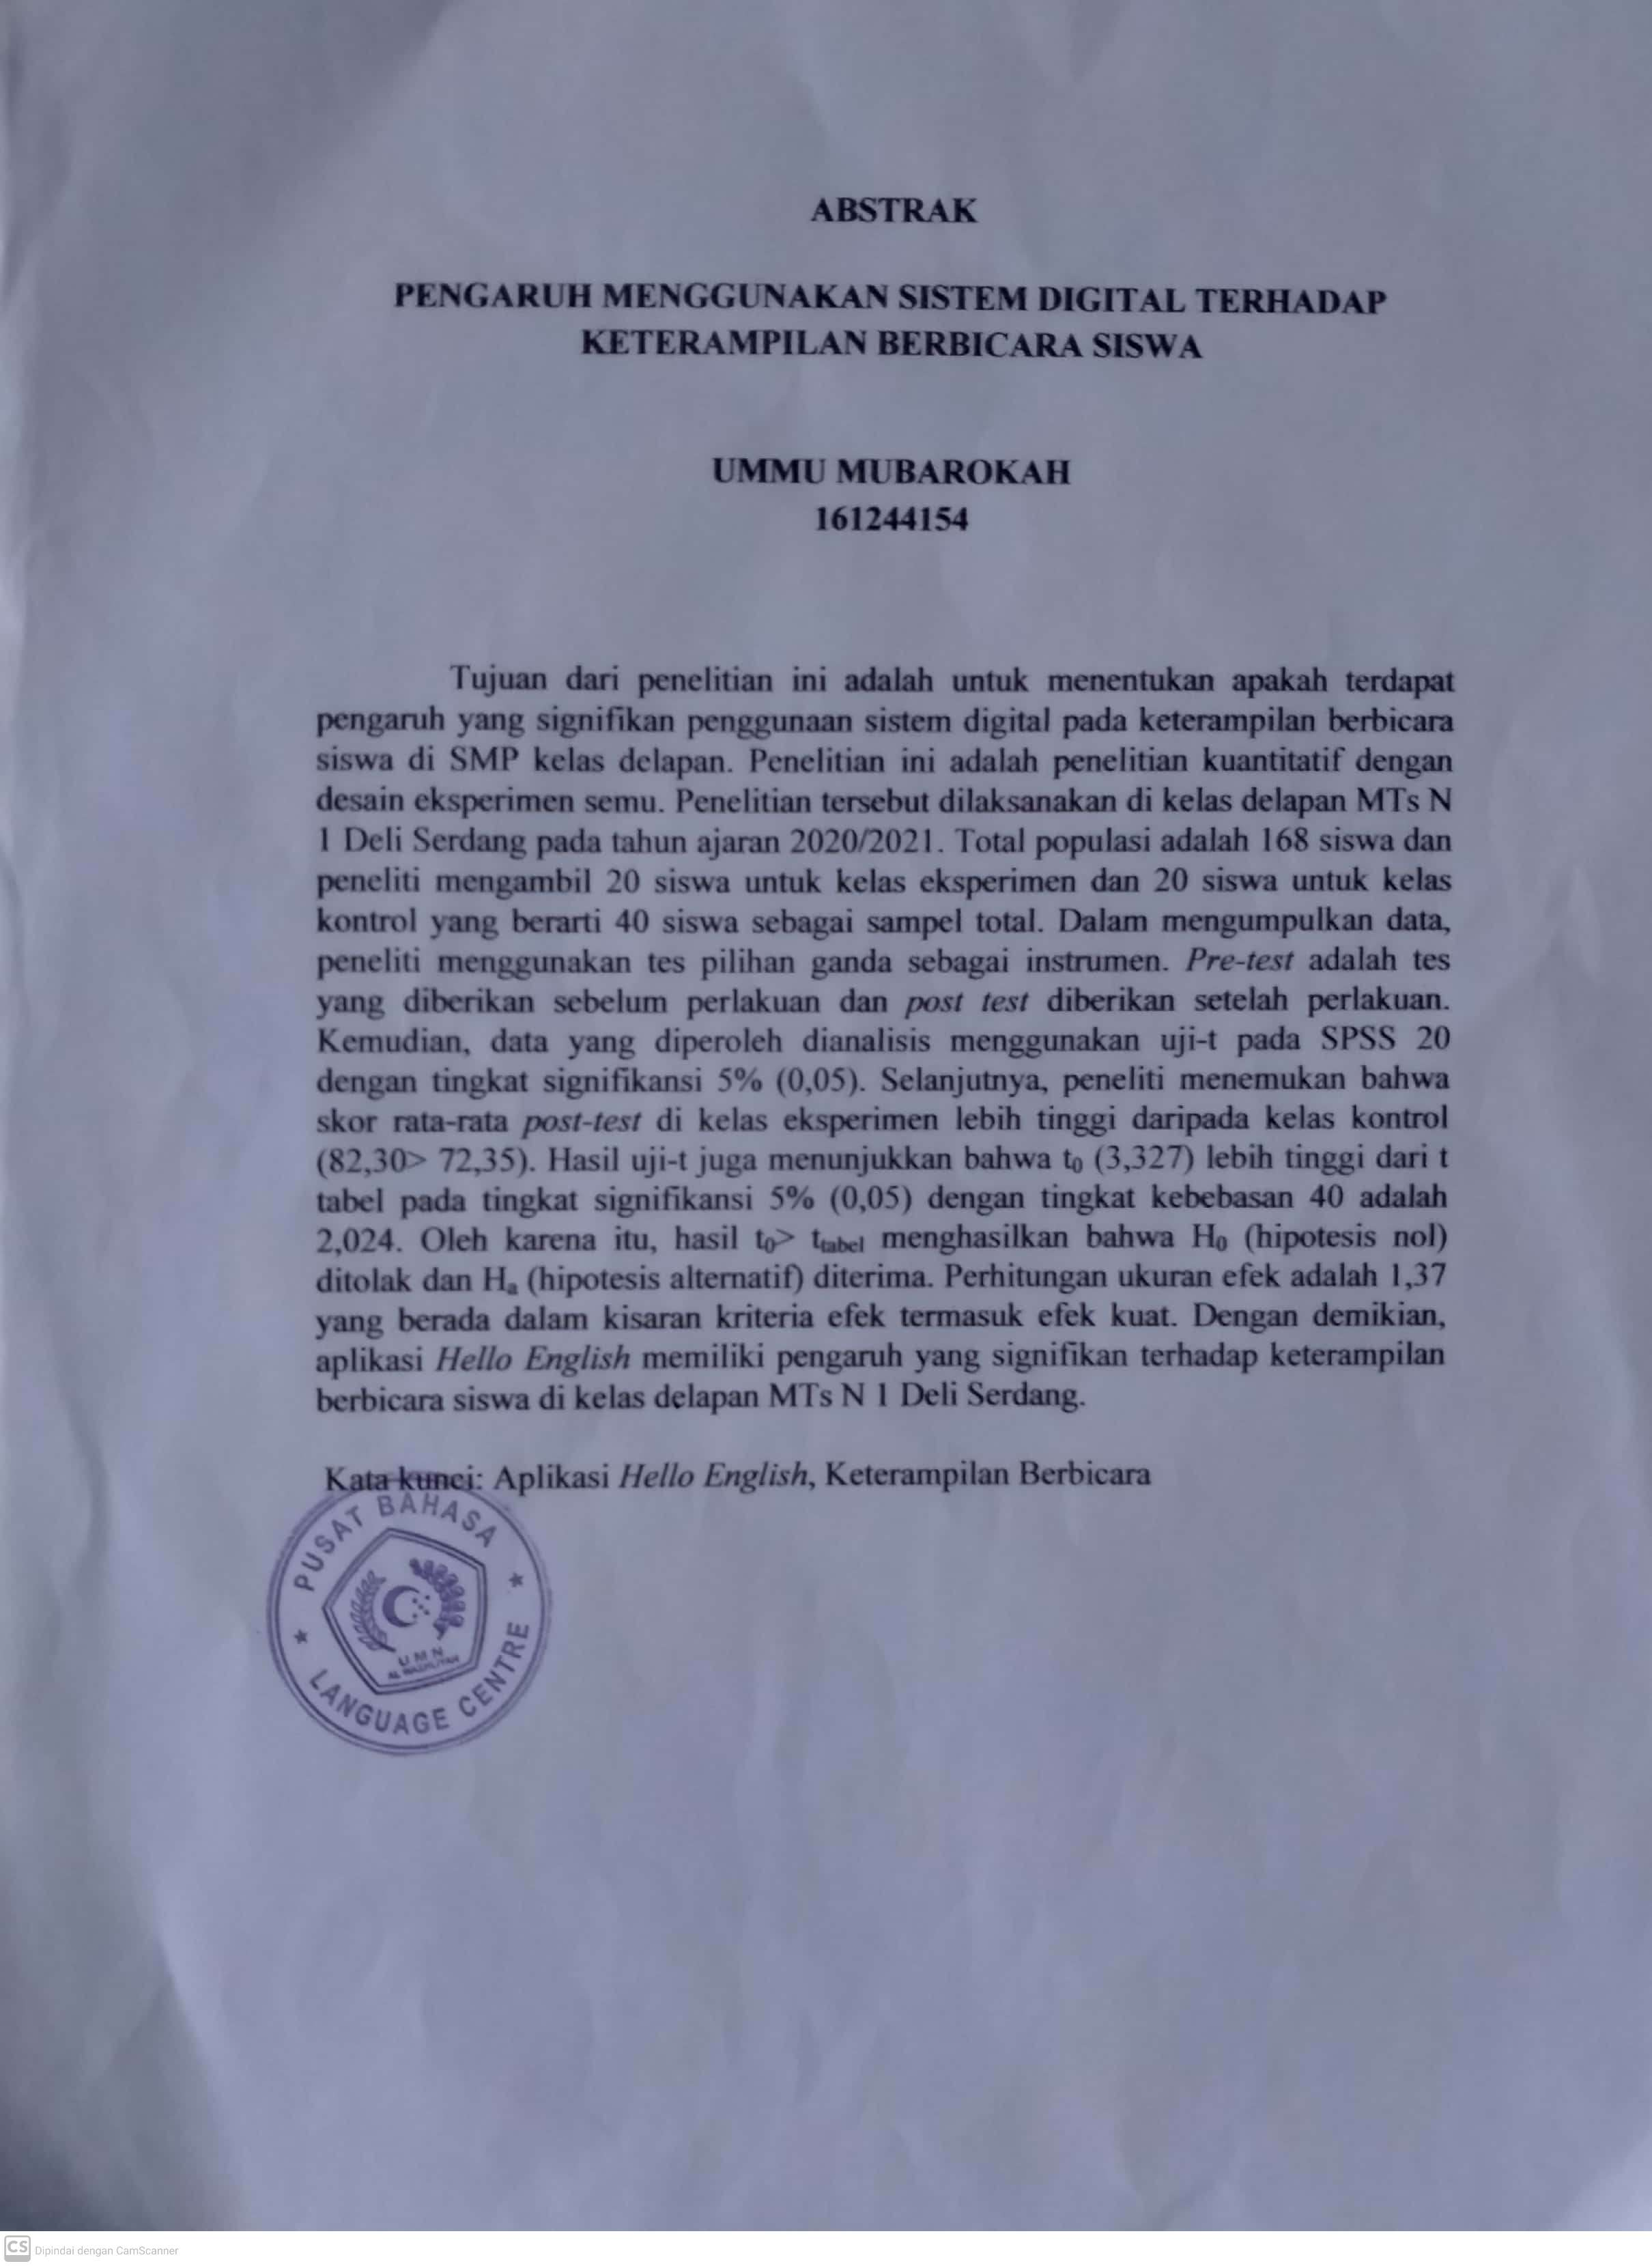 ABSTRAK
PENGARUH MENGGUNAKAN SISTEM DIGITAL TERHADAP
KETERAMPILAN BERBICARA SISWA
UMMU MUBAROKAH
161244154
Tujuan dari penelitian ini adalah untuk menentukan apakah terdapat
pengaruh yang signifikan penggunaan sistem digital pada keterampilan berbicara
siswa di SMP kelas delapan. Penelitian ini adalah penelitian kuantitatif dengan
desain eksperimen semu. Penelitian tersebut dilaksanakan di kelas delapan MTs N
1 Deli Serdang pada tahun ajaran 2020/2021. Total populasi adalah 168 siswa dan
peneliti mengambil 20 siswa untuk kelas eksperimen dan 20 siswa untuk kelas
kontrol yang berarti 40 siswa sebagai sampel total. Dalam mengumpulkan data,
peneliti menggunakan tes pilihan ganda sebagai instrumen. Pre-test adalah tes
yang diberikan sebelum perlakuan dan post test diberikan setelah perlakuan.
Kemudian, data yang diperoleh dianalisis menggunakan uji-t pada SPSS 20
dengan tingkat signifikansi 5% (0,05). Selanjutnya, peneliti menemukan bahwa
skor rata-rata post-test di kelas eksperimen lebih tinggi daripada kelas kontrol
(82,30> 72,35). Hasil uji-t juga menunjukkan bahwa t₀ (3,327) lebih tinggi dari t
tabel pada tingkat signifikansi 5% (0,05) dengan tingkat kebebasan 40 adalah
2,024. Oleh karena itu, hasil t₀> ttabel menghasilkan bahwa H₀ (hipotesis nol)
ditolak dan Hₐ (hipotesis alternatif) diterima. Perhitungan ukuran efek adalah 1,37
yang berada dalam kisaran kriteria efek termasuk efek kuat. Dengan demikian,
aplikasi Hello English memiliki pengaruh yang signifikan terhadap keterampilan
berbicara siswa di kelas delapan MTs N 1 Deli Serdang.
Kata kunci: Aplikasi Hello English, Keterampilan Berbicara
PUSAT BAHASA
UMN
AL WASHLIYAH
LANGUAGE CENTRE
CS Dipindai dengan CamScanner